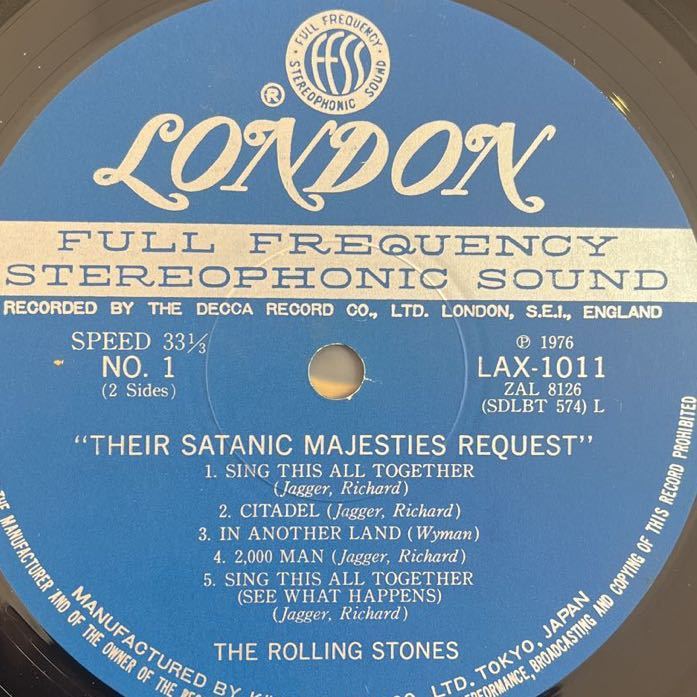 FULL FREQUENCY
ffss
STEREOPHONIC SOUND
®
LONDON
FULL FREQUENCY
STEREOPHONIC SOUND
RECORDED BY THE DECCA RECORD CO., LTD. LONDON, S.E.I., ENGLAND
SPEED 33⅓
NO. 1
(2 Sides)
℗ 1976
LAX-1011
ZAL 8126
(SDLBT 574) L
"THEIR SATANIC MAJESTIES REQUEST"
1. SING THIS ALL TOGETHER
(Jagger, Richard)
2. CITADEL (Jagger, Richard)
3. IN ANOTHER LAND (Wyman)
4. 2,000 MAN (Jagger, Richard)
5. SING THIS ALL TOGETHER
(SEE WHAT HAPPENS)
(Jagger, Richard)
THE ROLLING STONES
MANUFACTURED BY CO., LTD. TOKYO, JAPAN
THE MANUFACTURER AND OF THE OWNER OF THE PERFORMANCE, BROADCASTING AND COPYING OF THIS RECORD PROHIBITED